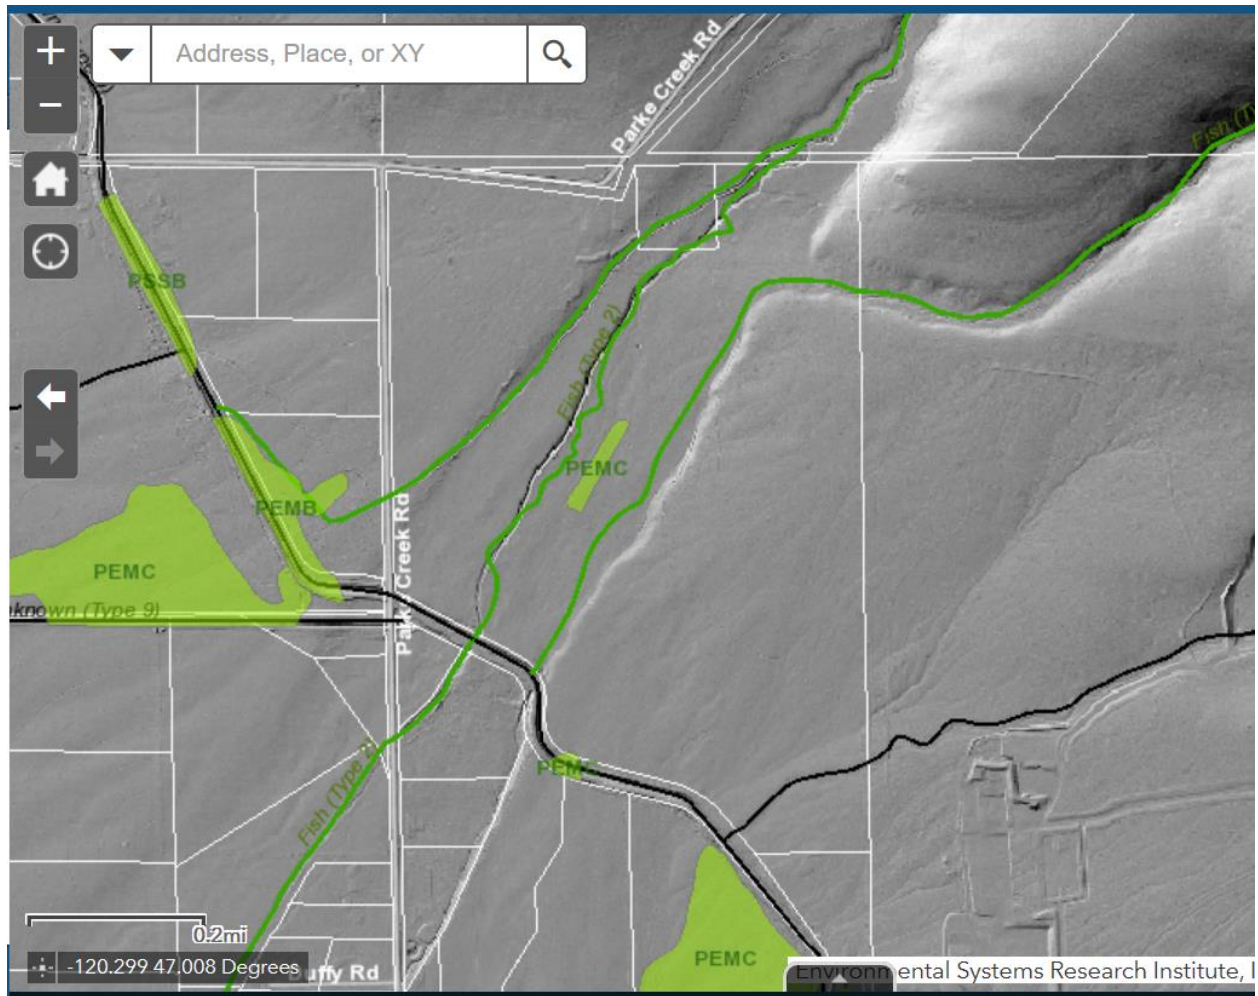 +
Address, Place, or XY
−
Parke Creek Rd
Fish (Ty
PSSB
Fish (Type 2)
PEMC
PEMB
PEMC
Parke Creek Rd
nknown (Type 9)
PEMC
Fish (Type 2)
PEMC
0.2mi
-120.299 47.008 Degrees
uffy Rd
Environmental Systems Research Institute, I